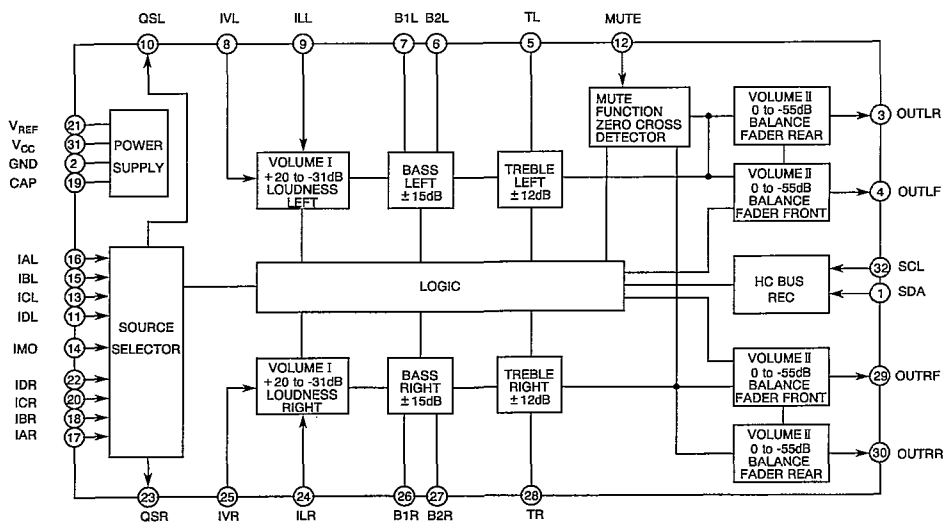 QSL IVL ILL B1L B2L TL MUTE
10 8 9 7 6 5 12
VREF 21
VCC 31
GND 2
CAP 19
POWER
SUPPLY
VOLUME I
+20 to -31dB
LOUDNESS
LEFT
BASS
LEFT
±15dB
TREBLE
LEFT
±12dB
MUTE
FUNCTION
ZERO CROSS
DETECTOR
VOLUME II
0 to -55dB
BALANCE
FADER REAR
3 OUTLR
VOLUME II
0 to -55dB
BALANCE
FADER FRONT
4 OUTLF
IAL 16
IBL 15
ICL 13
IDL 11
IMO 14
IDR 22
ICR 20
IBR 18
IAR 17
SOURCE
SELECTOR
LOGIC
HC BUS
REC
32 SCL
1 SDA
VOLUME I
+20 to -31dB
LOUDNESS
RIGHT
BASS
RIGHT
±15dB
TREBLE
RIGHT
±12dB
VOLUME II
0 to -55dB
BALANCE
FADER FRONT
29 OUTRF
VOLUME II
0 to -55dB
BALANCE
FADER REAR
30 OUTRR
23 25 24 26 27 28
QSR IVR ILR B1R B2R TR